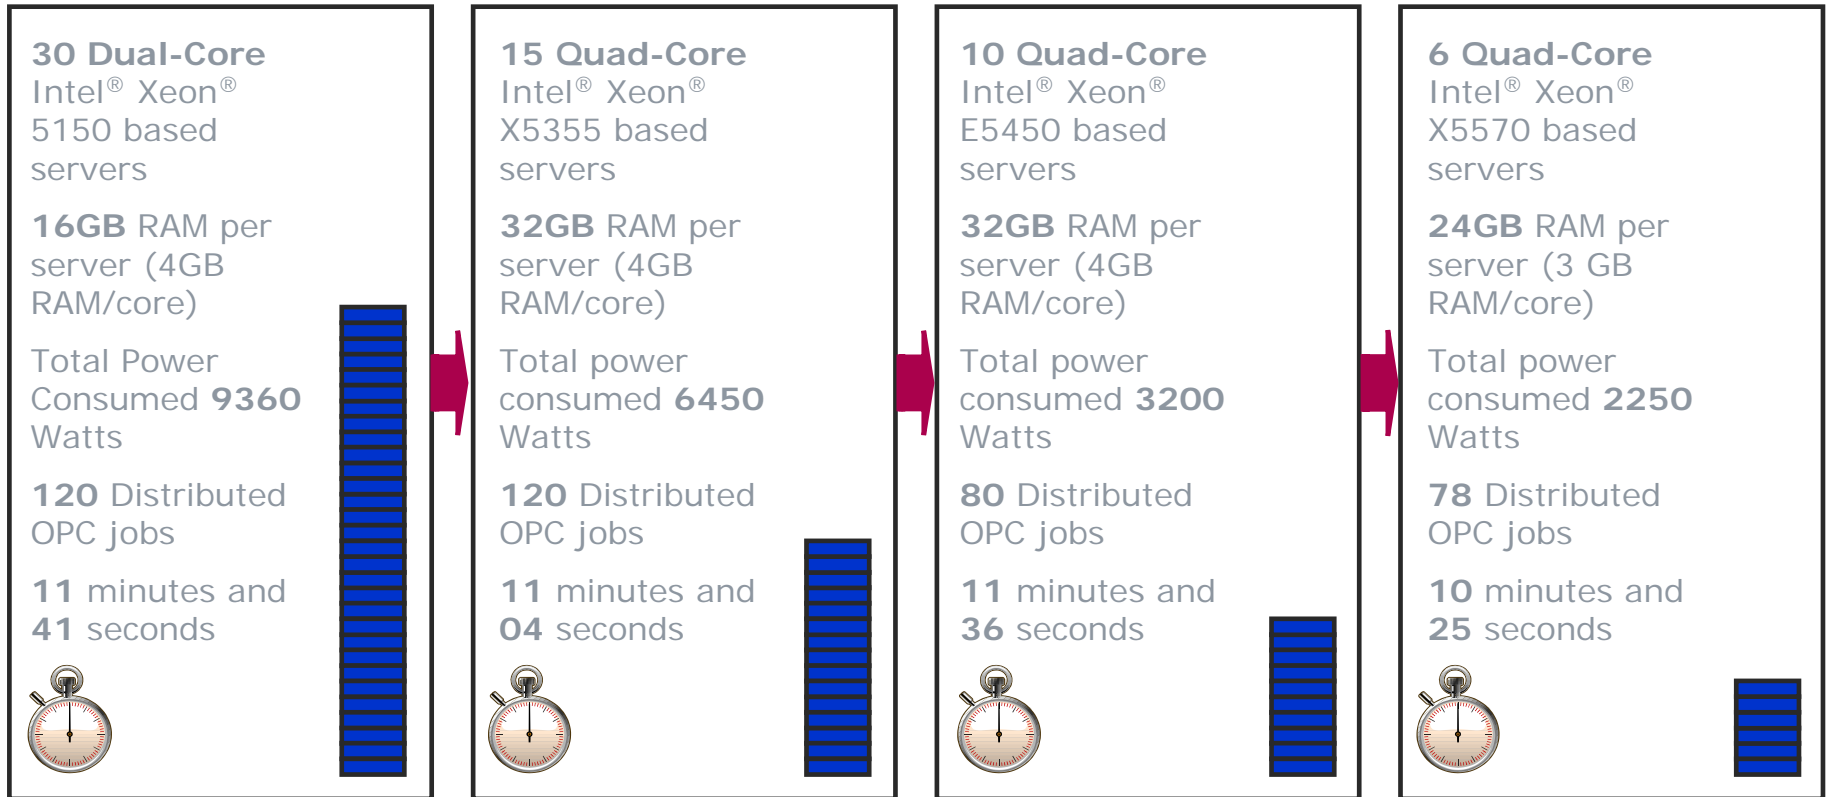 30 Dual-Core
Intel® Xeon®
5150 based
servers
16GB RAM per
server (4GB
RAM/core)
Total Power
Consumed 9360
Watts
120 Distributed
OPC jobs
11 minutes and
41 seconds
15 Quad-Core
Intel® Xeon®
X5355 based
servers
32GB RAM per
server (4GB
RAM/core)
Total power
consumed 6450
Watts
120 Distributed
OPC jobs
11 minutes and
04 seconds
10 Quad-Core
Intel® Xeon®
E5450 based
servers
32GB RAM per
server (4GB
RAM/core)
Total power
consumed 3200
Watts
80 Distributed
OPC jobs
11 minutes and
36 seconds
6 Quad-Core
Intel® Xeon®
X5570 based
servers
24GB RAM per
server (3 GB
RAM/core)
Total power
consumed 2250
Watts
78 Distributed
OPC jobs
10 minutes and
25 seconds